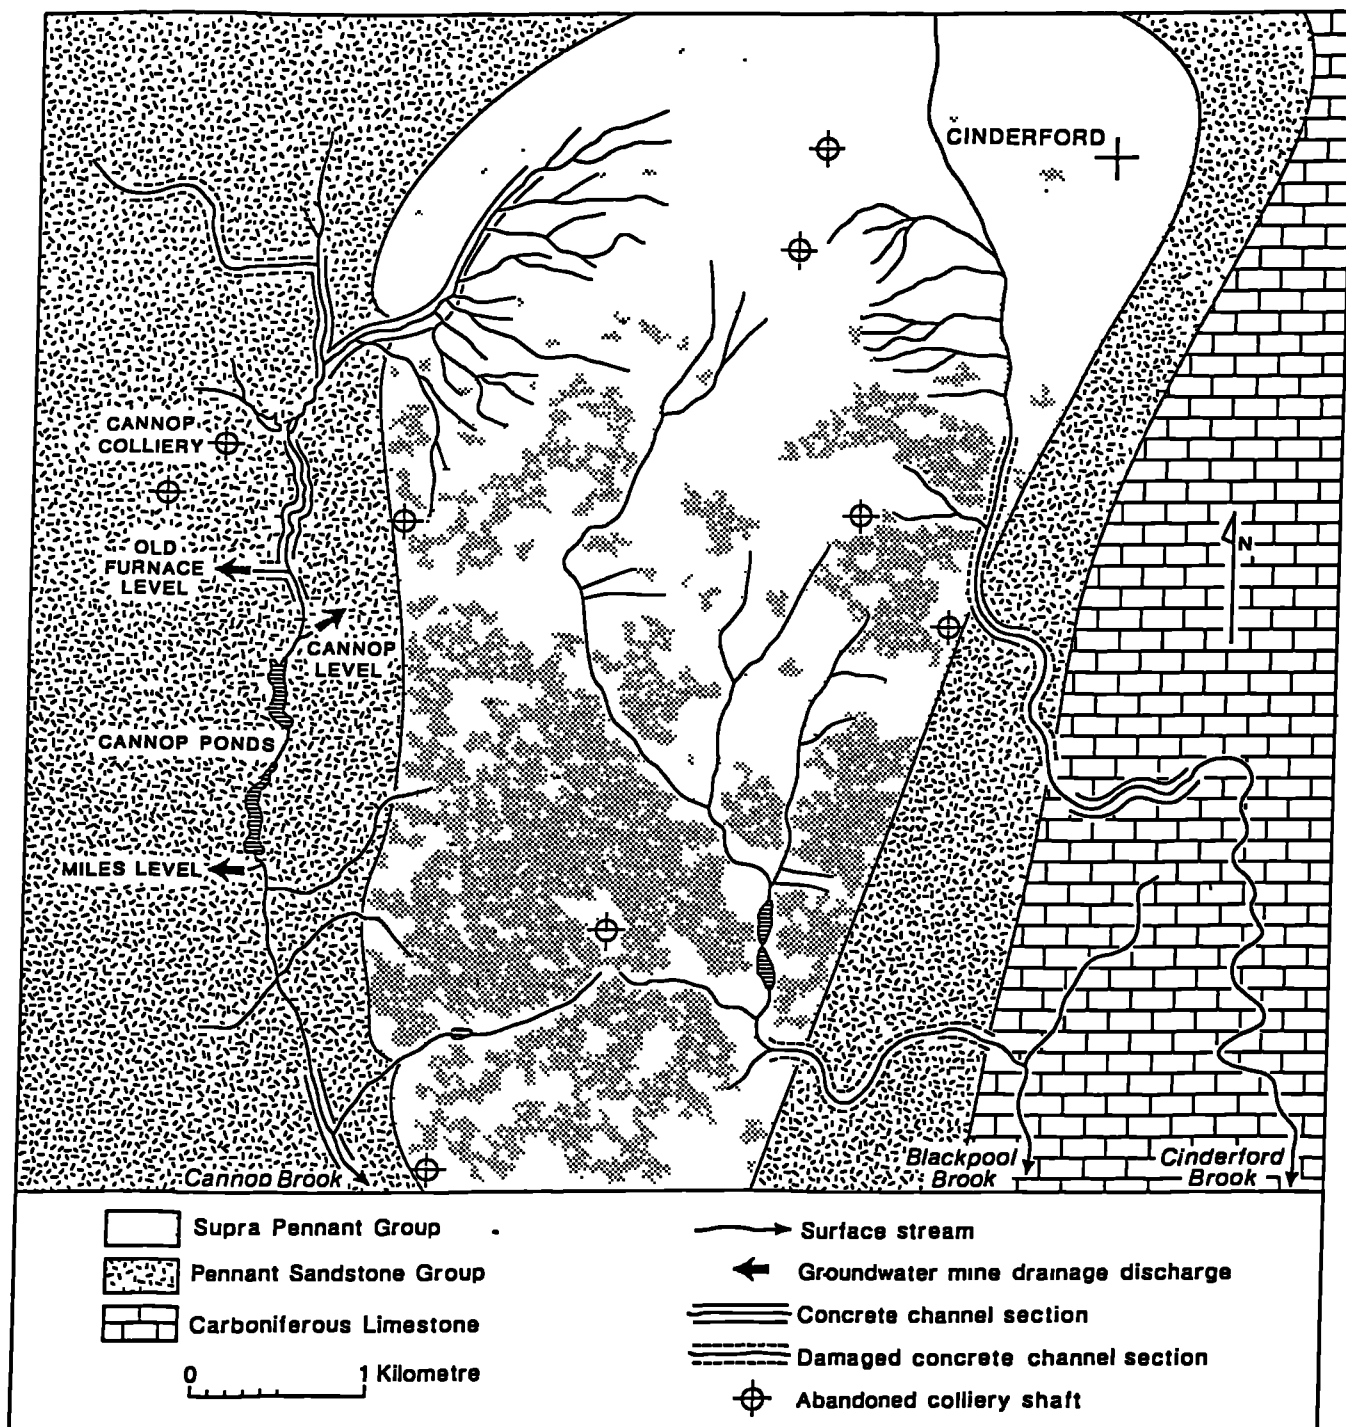 CINDERFORD
CANNOP
COLLIERY
OLD
FURNACE
LEVEL
N
CANNOP
LEVEL
CANNOP PONDS
MILES LEVEL
Cannop Brook
Blackpool
Brook
Cinderford
Brook
Supra Pennant Group
Pennant Sandstone Group
Carboniferous Limestone
0 1 Kilometre
Surface stream
Groundwater mine drainage discharge
Concrete channel section
Damaged concrete channel section
Abandoned colliery shaft